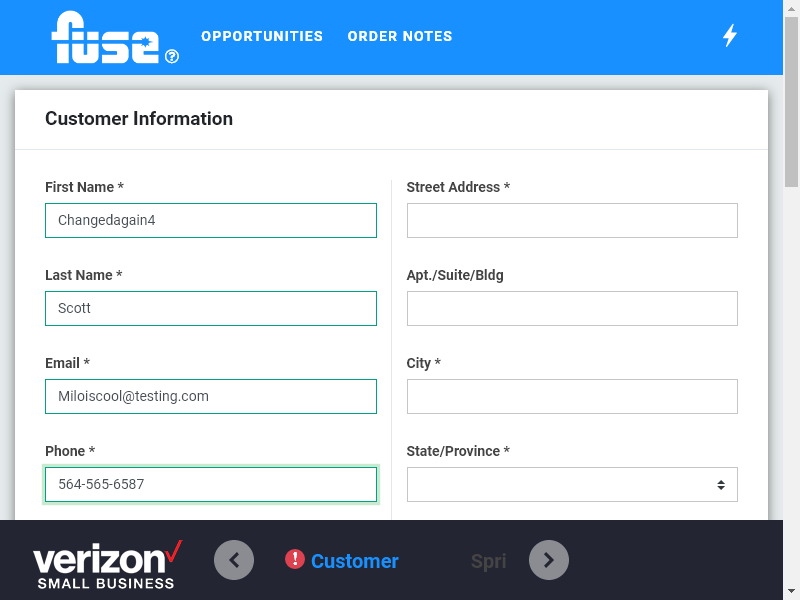 fuse
?
OPPORTUNITIES
ORDER NOTES
Customer Information
First Name *
Changedagain4
Last Name *
Scott
Email *
Miloiscool@testing.com
Phone *
564-565-6587
Street Address *
Apt./Suite/Bldg
City *
State/Province *
verizon
SMALL BUSINESS
! Customer
Spri